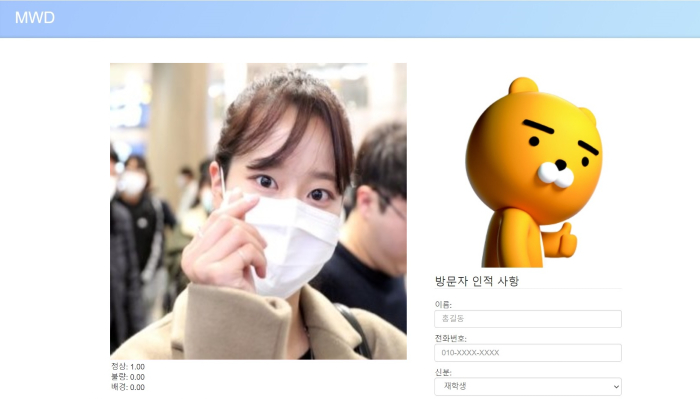 MWD
정상: 1.00
불량: 0.00
배경: 0.00
방문자 인적 사항
이름:
홍길동
전화번호:
010-XXXX-XXXX
신분:
재학생